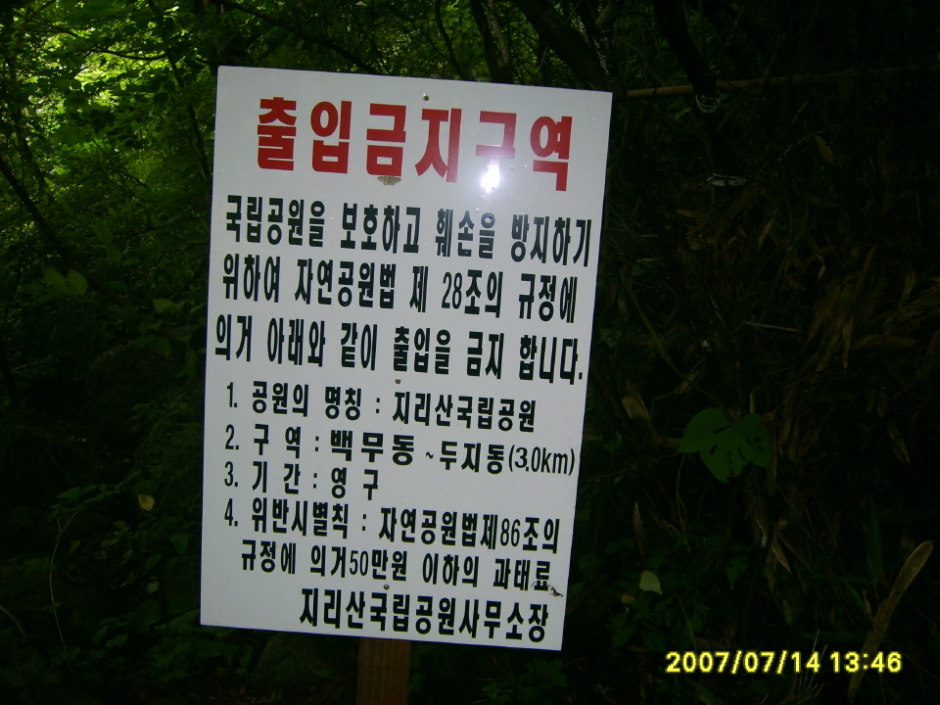 출입금지구역
국립공원을 보호하고 훼손을 방지하기
위하여 자연공원법 제 28조의 규정에
의거 아래와 같이 출입을 금지 합니다.
1. 공원의 명칭 : 지리산국립공원
2. 구 역 : 백무동 ~ 두지동(3.0km)
3. 기 간 : 영 구
4. 위반시별칙 : 자연공원법제86조의
규정에 의거50만원 이하의 과태료
지리산국립공원사무소장
2007/07/14 13:46